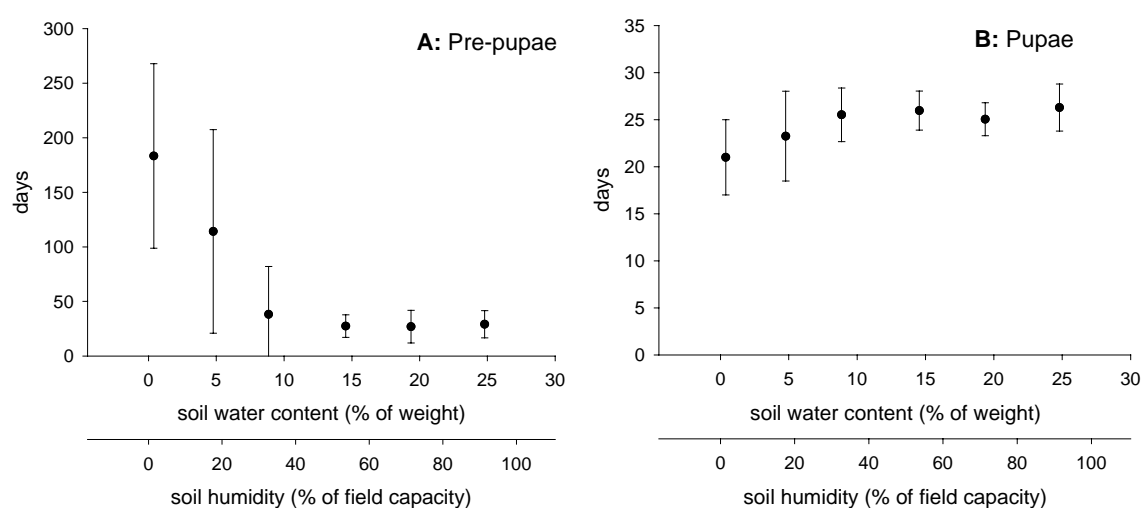 A: Pre-pupae
300
250
200
150
100
50
0
days
0 5 10 15 20 25 30
soil water content (% of weight)
0 20 40 60 80 100
soil humidity (% of field capacity)
B: Pupae
35
30
25
20
15
10
5
0
days
0 5 10 15 20 25 30
soil water content (% of weight)
0 20 40 60 80 100
soil humidity (% of field capacity)